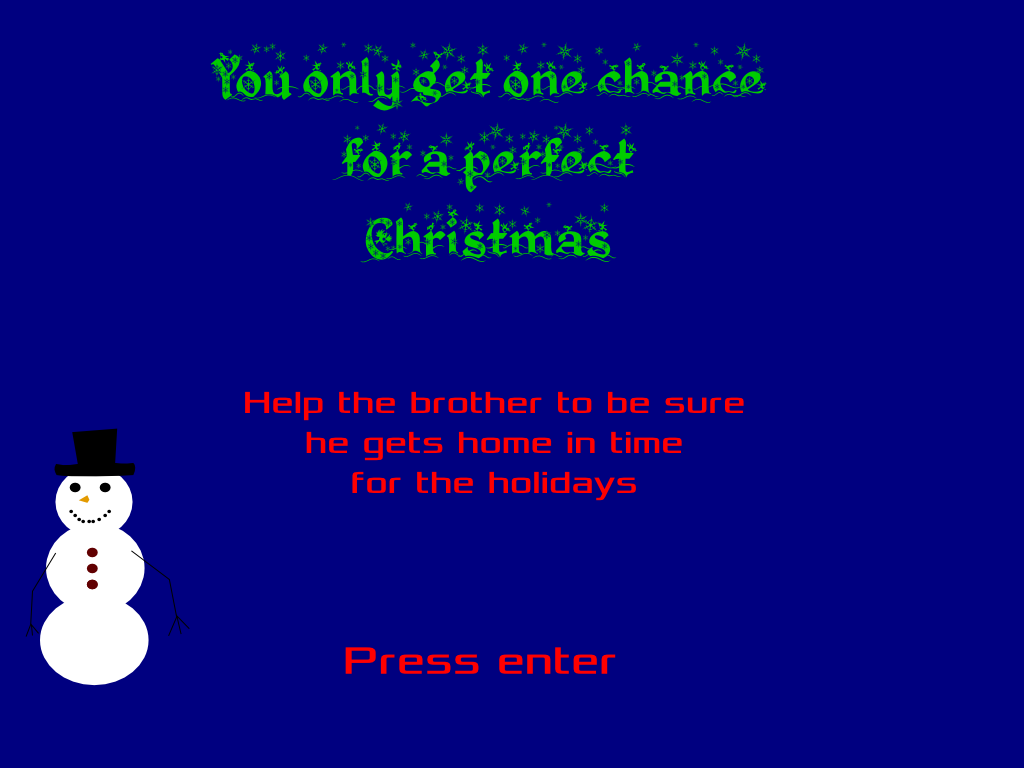 You only get one chance
for a perfect
Christmas
Help the brother to be sure
he gets home in time
for the holidays
Press enter